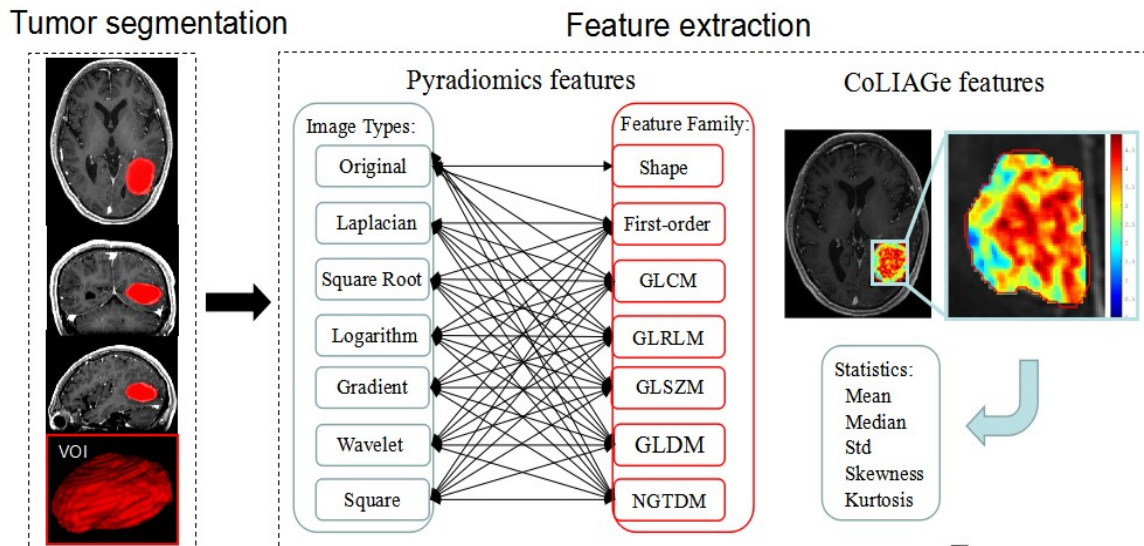 Tumor segmentation
VOI
Feature extraction
Pyradiomics features
Image Types:
Original
Laplacian
Square Root
Logarithm
Gradient
Wavelet
Square
Feature Family:
Shape
First-order
GLCM
GLRLM
GLSZM
GLDM
NGTDM
CoLIAGe features
Statistics:
Mean
Median
Std
Skewness
Kurtosis